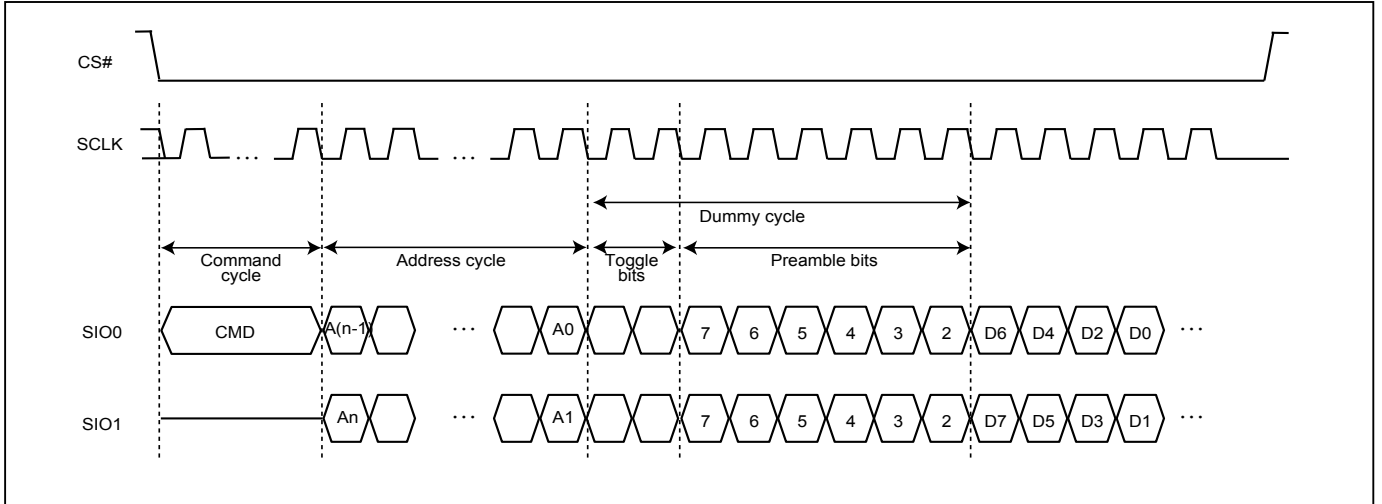 CS#
SCLK
...
...
Dummy cycle
Command
cycle
Address cycle
Toggle
bits
Preamble bits
SIO0 CMD A(n-1) ... A0 7 6 5 4 3 2 D6 D4 D2 D0 ...
SIO1 An ... A1 7 6 5 4 3 2 D7 D5 D3 D1 ...